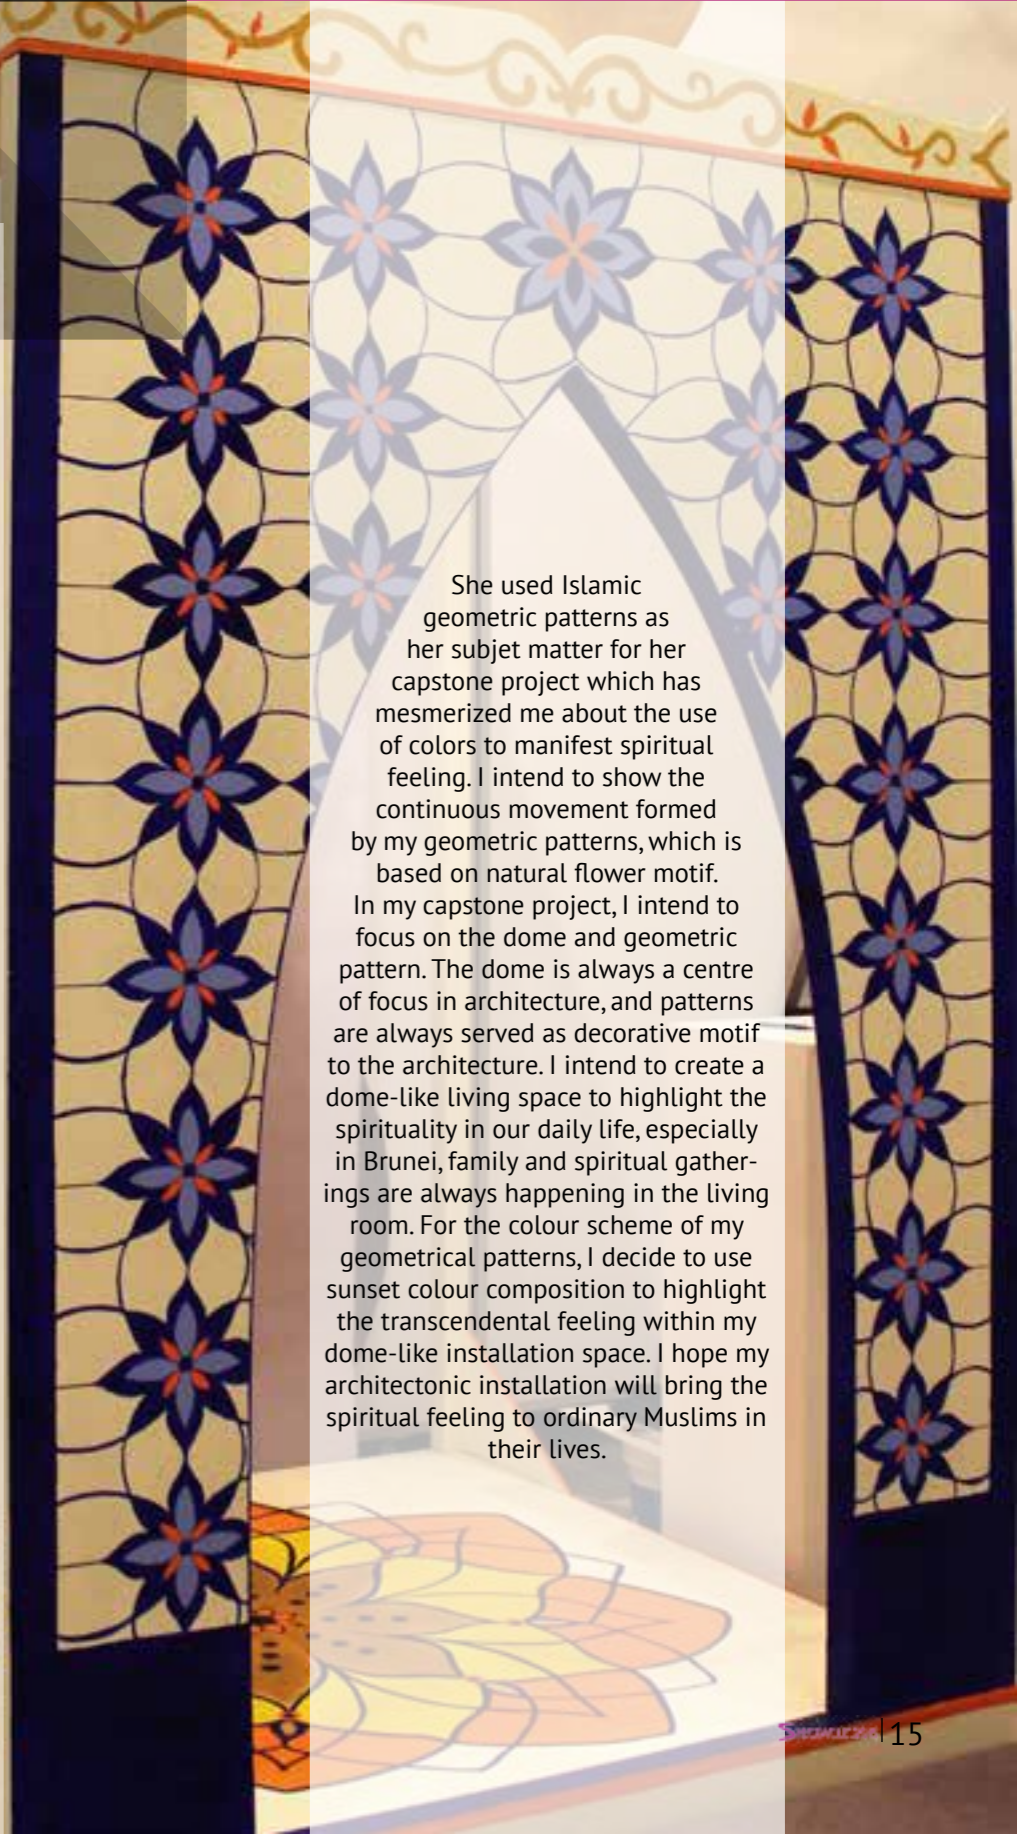 She used Islamic
geometric patterns as
her subjet matter for her
capstone project which has
mesmerized me about the use
of colors to manifest spiritual
feeling. I intend to show the
continuous movement formed
by my geometric patterns, which is
based on natural flower motif.
In my capstone project, I intend to
focus on the dome and geometric
pattern. The dome is always a centre
of focus in architecture, and patterns
are always served as decorative motif
to the architecture. I intend to create a
dome-like living space to highlight the
spirituality in our daily life, especially
in Brunei, family and spiritual gather-
ings are always happening in the living
room. For the colour scheme of my
geometrical patterns, I decide to use
sunset colour composition to highlight
the transcendental feeling within my
dome-like installation space. I hope my
architectonic installation will bring the
spiritual feeling to ordinary Muslims in
their lives.
|15